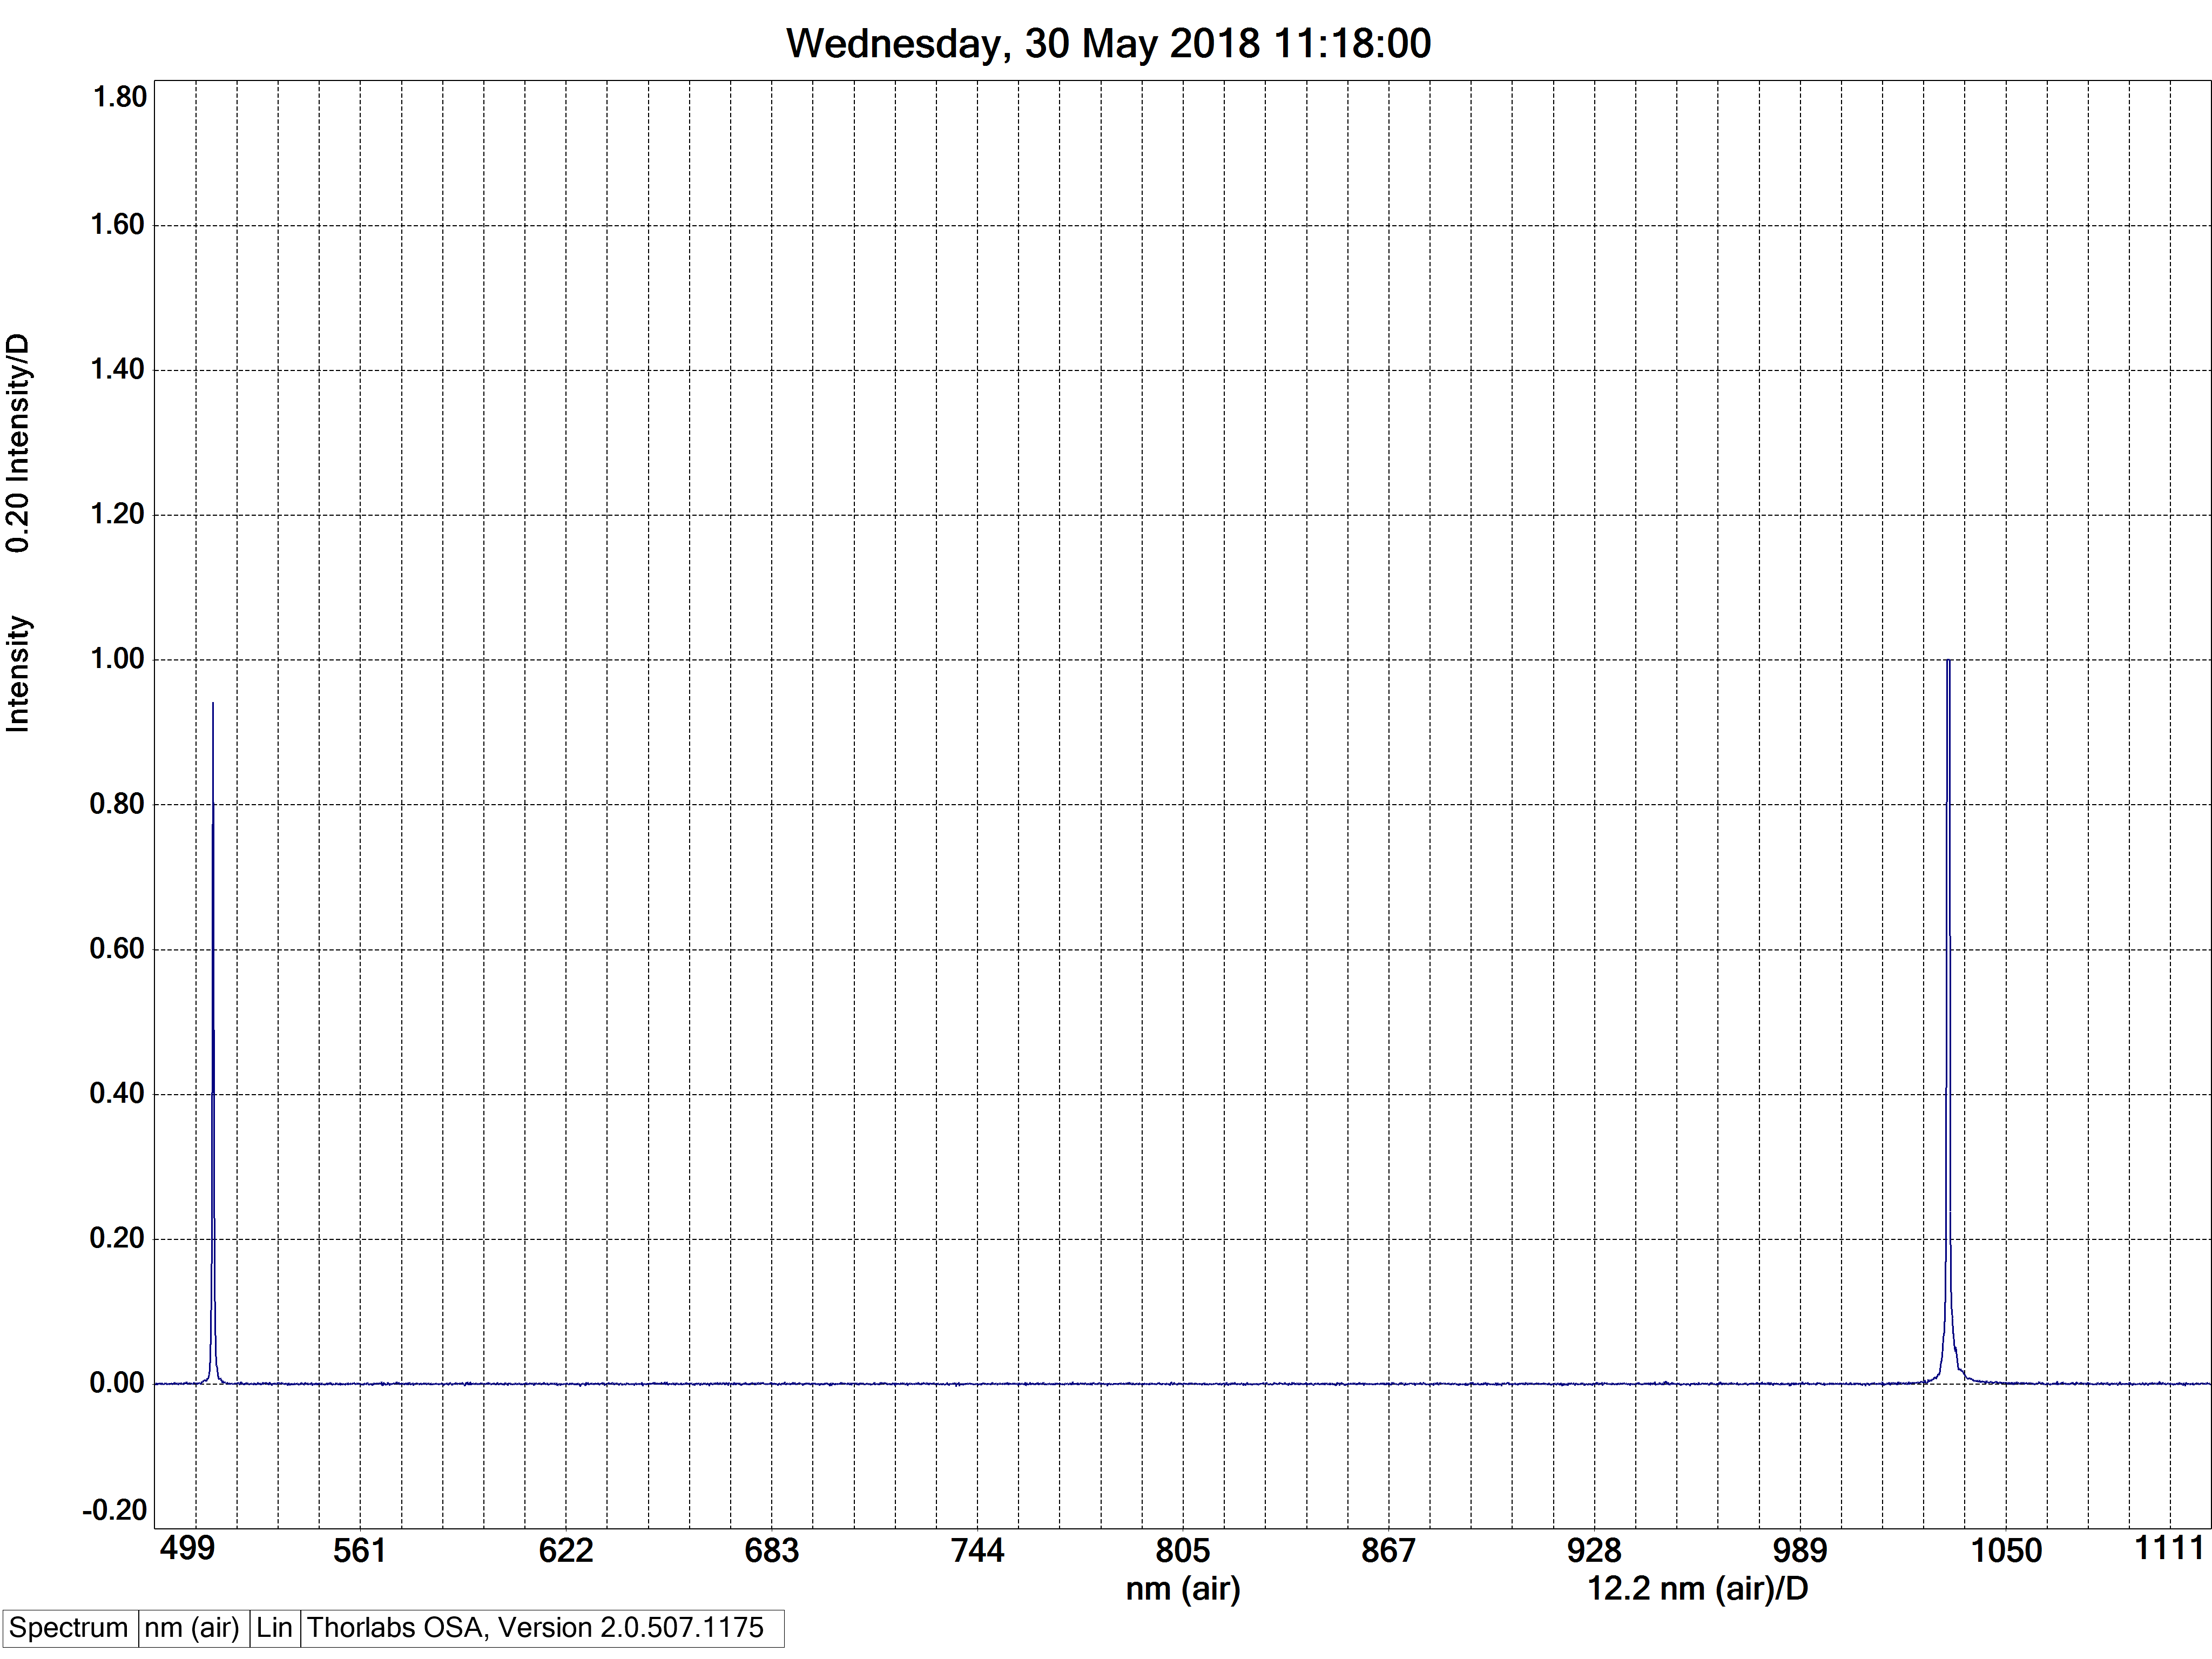 Wednesday, 30 May 2018 11:18:00
1.80
1.60
1.40
1.20
1.00
0.80
0.60
0.40
0.20
0.00
-0.20
Intensity 0.20 Intensity/D
499 561 622 683 744 805 867 928 989 1050 1111
nm (air) 12.2 nm (air)/D
Spectrum nm (air) Lin Thorlabs OSA, Version 2.0.507.1175